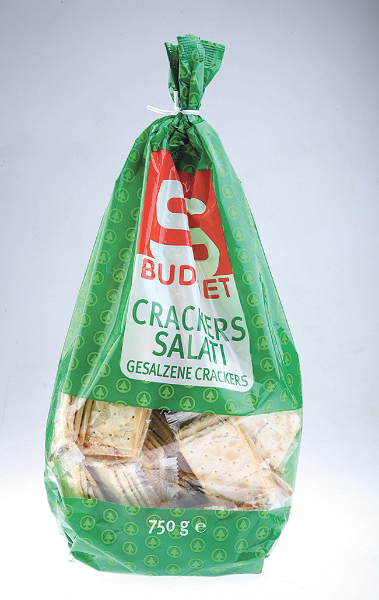 S
BUDGET
CRACKERS
SALATI
GESALZENE CRACKERS
750 g ℮